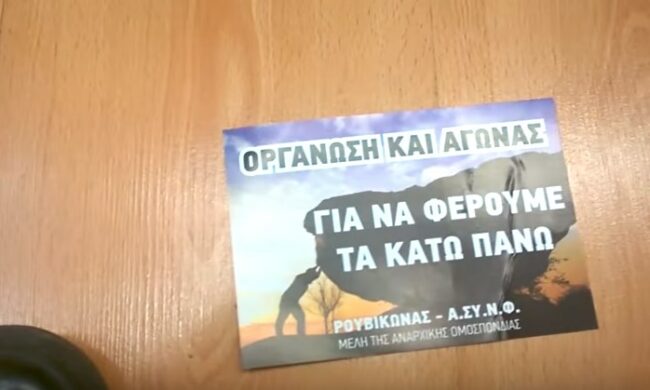 ΟΡΓΑΝΩΣΗ ΚΑΙ ΑΓΩΝΑΣ
ΓΙΑ ΝΑ ΦΕΡΟΥΜΕ
ΤΑ ΚΑΤΩ ΠΑΝΩ
ΡΟΥΒΙΚΩΝΑΣ - Α.ΣΥ.Ν.Φ.
ΜΕΛΗ ΤΗΣ ΑΝΑΡΧΙΚΗΣ ΟΜΟΣΠΟΝΔΙΑΣ